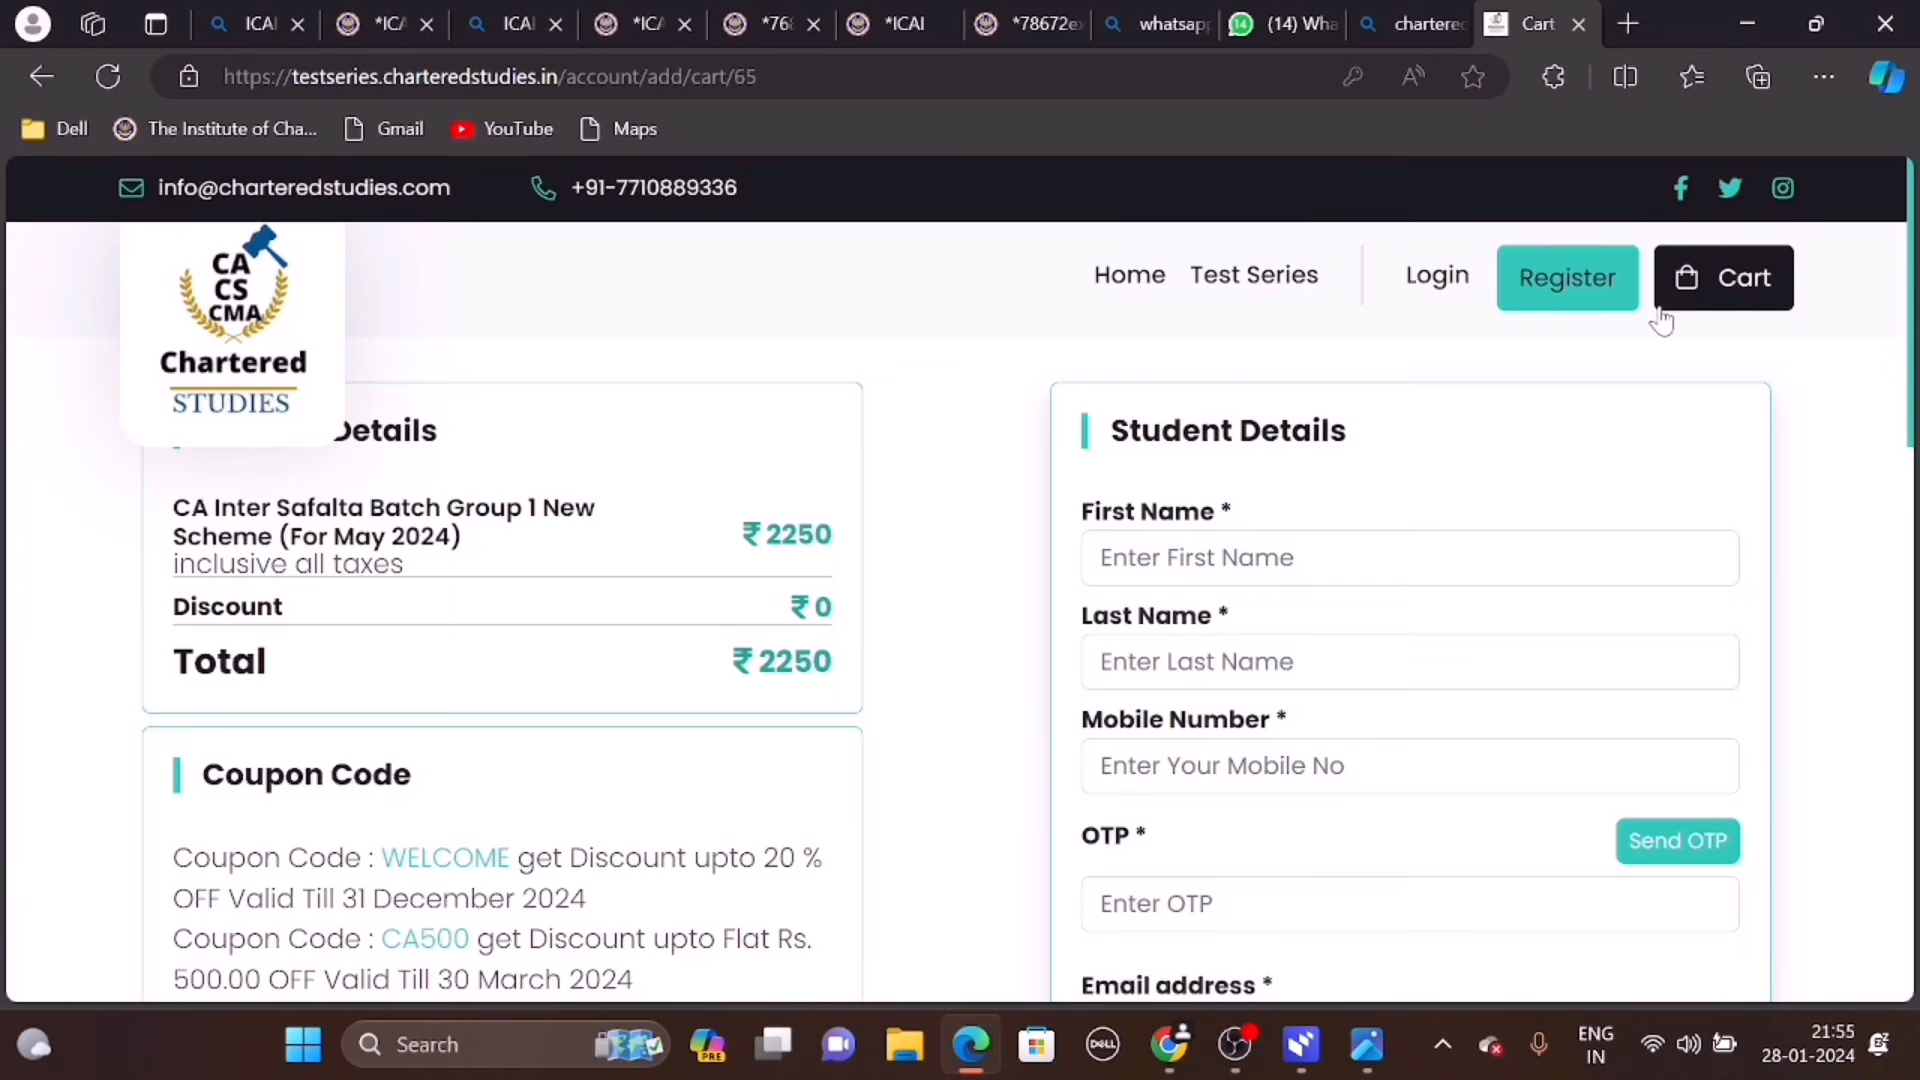 ICAI
*ICA
ICAI
*ICA
*768
*ICAI
*78672ex
whatsapp
(14) Wha
chartered
Cart
https://testseries.charteredstudies.in/account/add/cart/65
Dell
The Institute of Cha...
Gmail
YouTube
Maps
info@charteredstudies.com
+91-7710889336
CA
CS
CMA
Chartered
STUDIES
Home
Test Series
Login
Register
Cart
Details
CA Inter Safalta Batch Group 1 New
Scheme (For May 2024)
₹ 2250
inclusive all taxes
Discount
₹ 0
Total
₹ 2250
Coupon Code
Coupon Code : WELCOME get Discount upto 20 %
OFF Valid Till 31 December 2024
Coupon Code : CA500 get Discount upto Flat Rs.
500.00 OFF Valid Till 30 March 2024
Student Details
First Name *
Enter First Name
Last Name *
Enter Last Name
Mobile Number *
Enter Your Mobile No
OTP *
Send OTP
Enter OTP
Email address *
Search
PRE
DELL
ENG
IN
21:55
28-01-2024